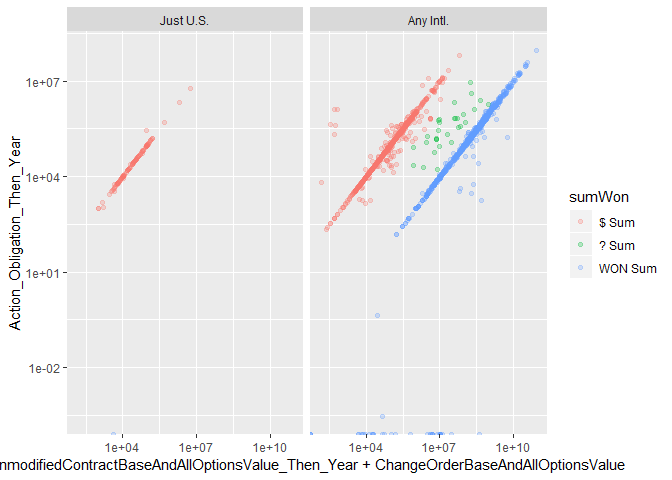 Just U.S.
Any Intl.
Action_Obligation_Then_Year
1e+07
1e+04
1e+01
1e-02
1e+04
1e+07
1e+10
1e+04
1e+07
1e+10
nmodifiedContractBaseAndAllOptionsValue_Then_Year + ChangeOrderBaseAndAllOptionsValue
sumWon
$ Sum
? Sum
WON Sum